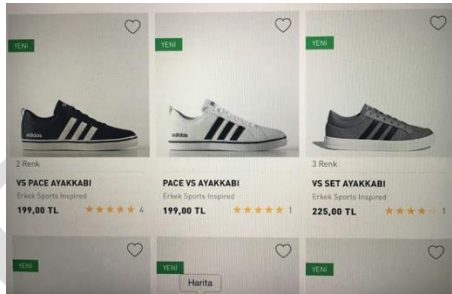 YENİ
YENİ
YENİ
adidas
adidas
2 Renk
3 Renk
VS PACE AYAKKABI
PACE VS AYAKKABI
VS SET AYAKKABI
Erkek Sports Inspired
Erkek Sports Inspired
Erkek Sports Inspired
199,00 TL
4
199,00 TL
1
225,00 TL
1
YENİ
YENİ
YENİ
Harita